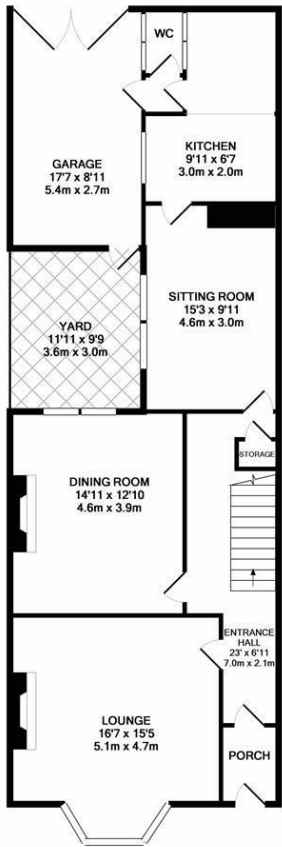 WC
KITCHEN
9'11 x 6'7
3.0m x 2.0m
GARAGE
17'7 x 8'11
5.4m x 2.7m
SITTING ROOM
15'3 x 9'11
4.6m x 3.0m
YARD
11'11 x 9'9
3.6m x 3.0m
STORAGE
DINING ROOM
14'11 x 12'10
4.6m x 3.9m
ENTRANCE
HALL
23' x 6'11
7.0m x 2.1m
LOUNGE
16'7 x 15'5
5.1m x 4.7m
PORCH